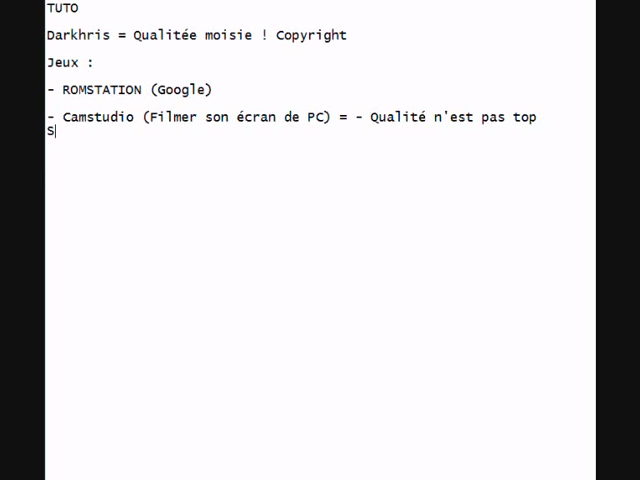 TUTO
Darkhris = Qualitée moisie ! Copyright
Jeux :
- ROMSTATION (Google)
- Camstudio (Filmer son écran de PC) = - Qualité n'est pas top
S